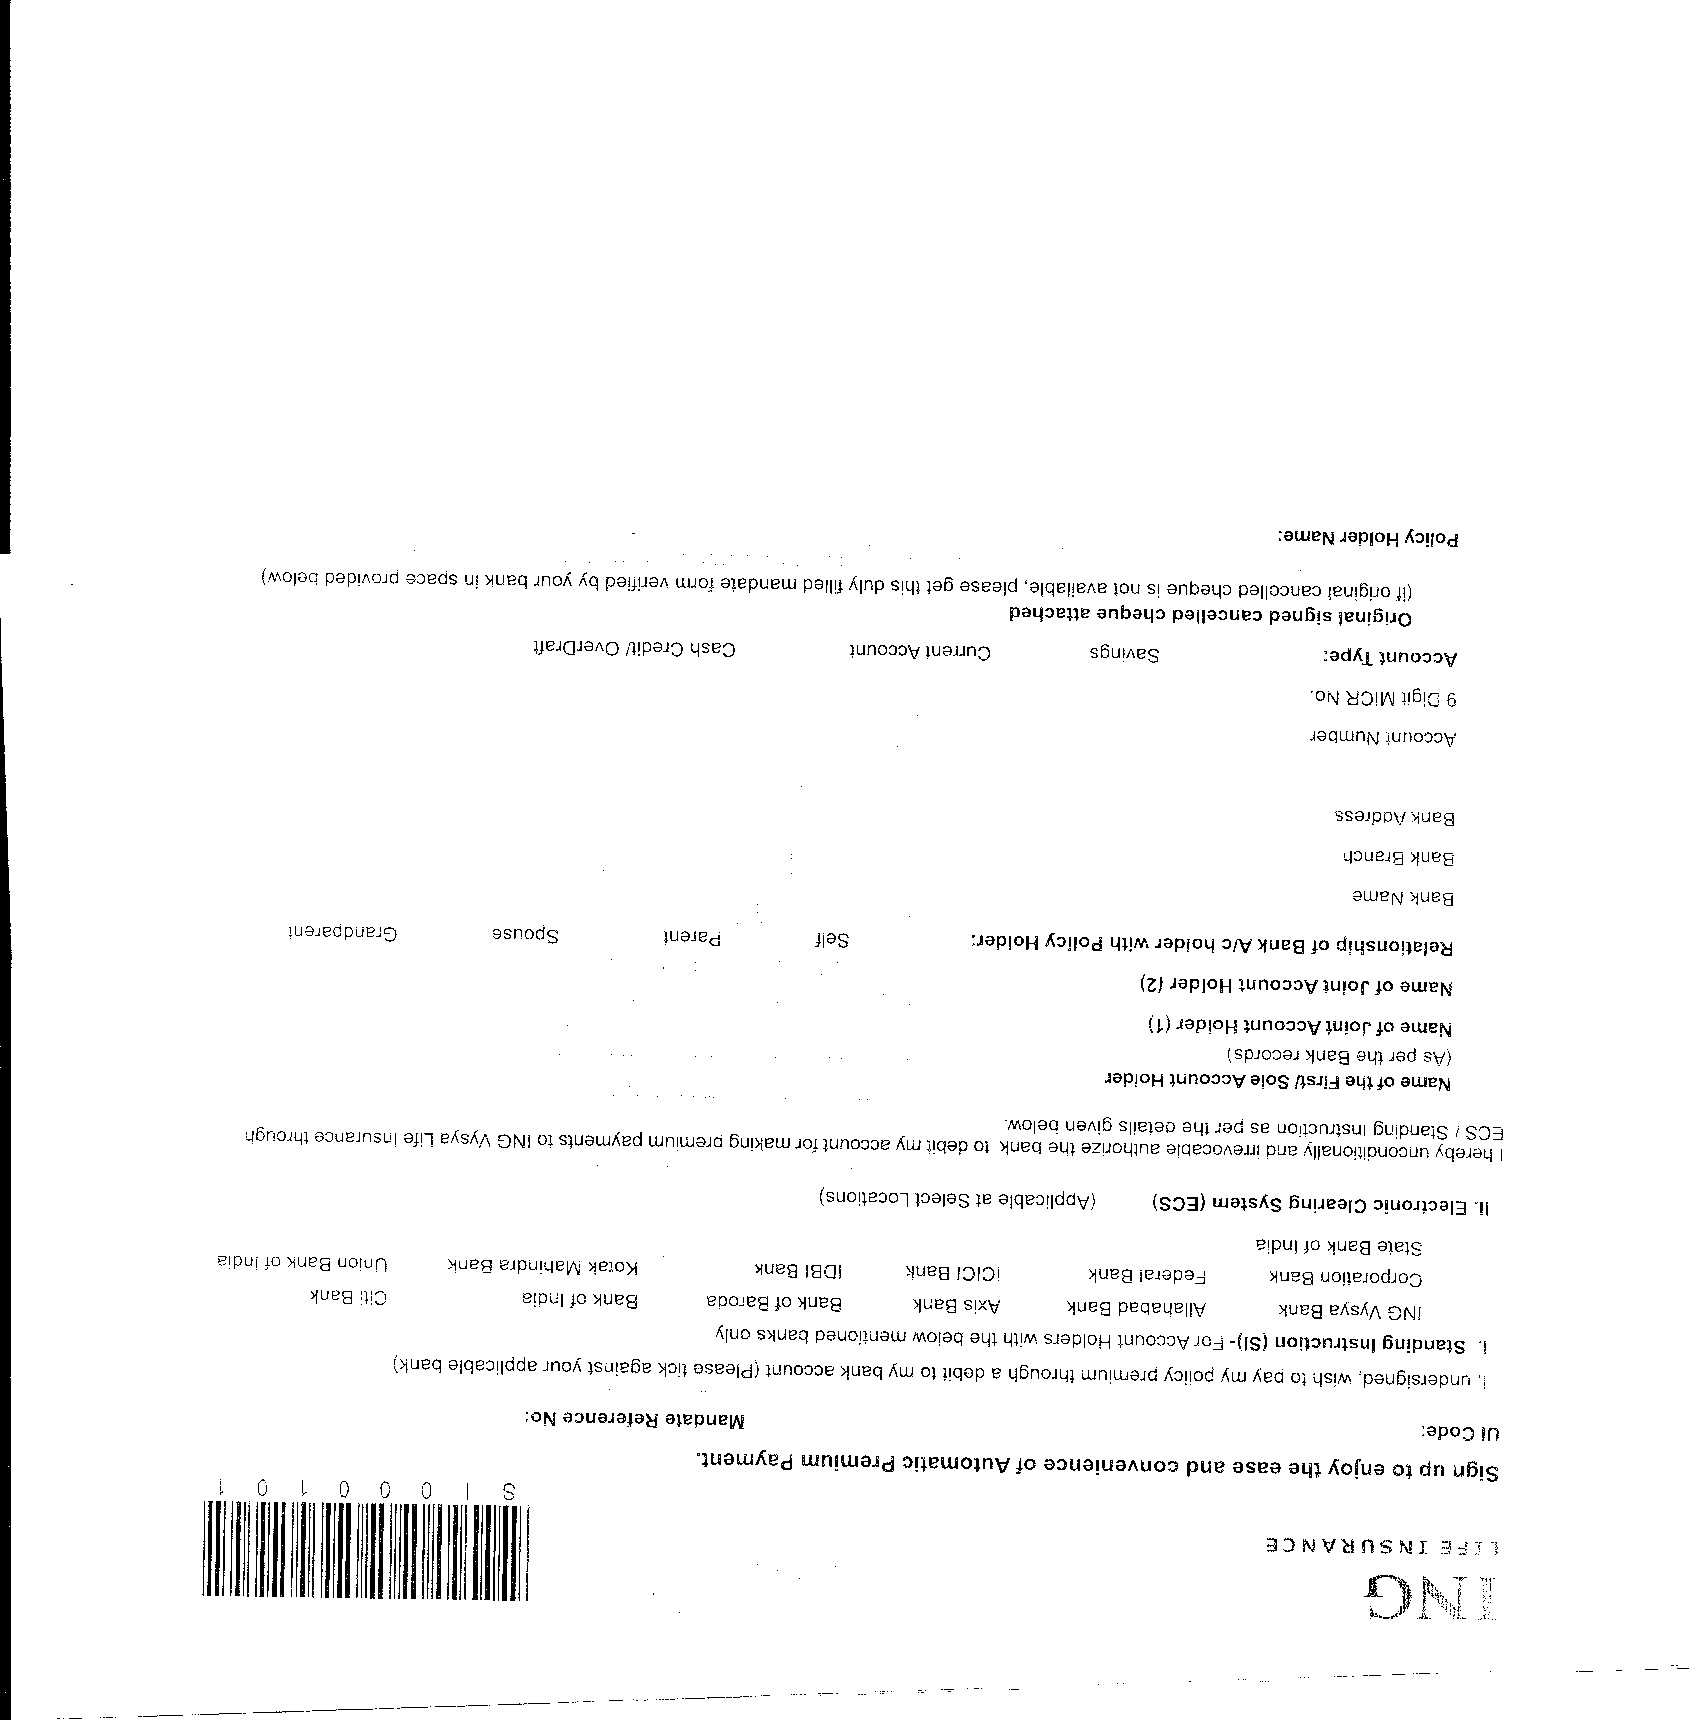 ING
LIFE INSURANCE
S I 0 0 0 1 0 1
Sign up to enjoy the ease and convenience of Automatic Premium Payment.
UI Code: Mandate Reference No:
I, undersigned, wish to pay my policy premium through a debit to my bank account (Please tick against your applicable bank)
I. Standing Instruction (SI)- For Account Holders with the below mentioned banks only
ING Vysya Bank Allahabad Bank Axis Bank Bank of Baroda Bank of India Citi Bank
Corporation Bank Federal Bank ICICI Bank IDBI Bank Kotak Mahindra Bank Union Bank of India
State Bank of India
II. Electronic Clearing System (ECS) (Applicable at Select Locations)
I hereby unconditionally and irrevocable authorize the bank to debit my account for making premium payments to ING Vysya Life Insurance through
ECS / Standing Instruction as per the details given below.
Name of the First/ Sole Account Holder
(As per the Bank records)
Name of Joint Account Holder (1)
Name of Joint Account Holder (2)
Relationship of Bank A/c holder with Policy Holder: Self Parent Spouse Grandparent
Bank Name
Bank Branch
Bank Address
Account Number
9 Digit MICR No.
Account Type: Savings Current Account Cash Credit/ OverDraft
Original signed cancelled cheque attached
(If original cancelled cheque is not available, please get this duly filled mandate form verified by your bank in space provided below)
Policy Holder Name: